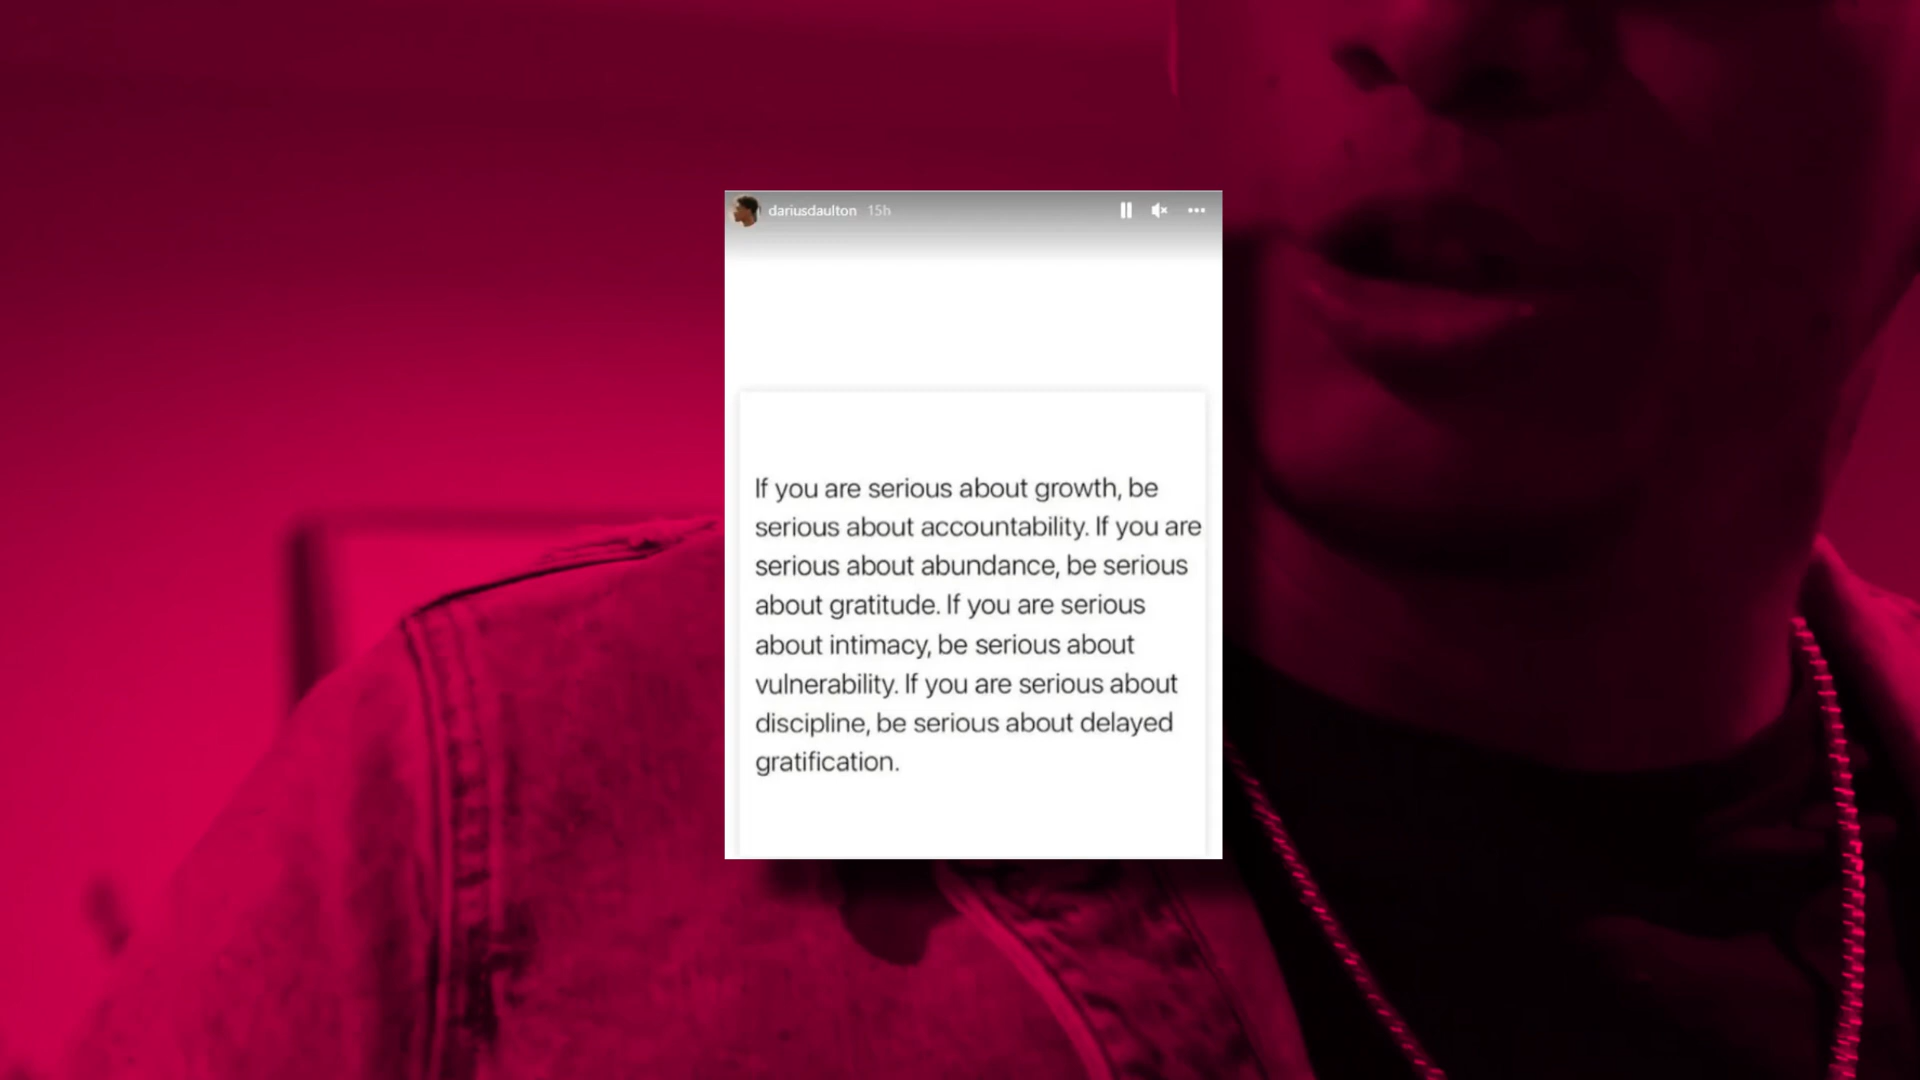 dariusdaulton 15h
If you are serious about growth, be
serious about accountability. If you are
serious about abundance, be serious
about gratitude. If you are serious
about intimacy, be serious about
vulnerability. If you are serious about
discipline, be serious about delayed
gratification.